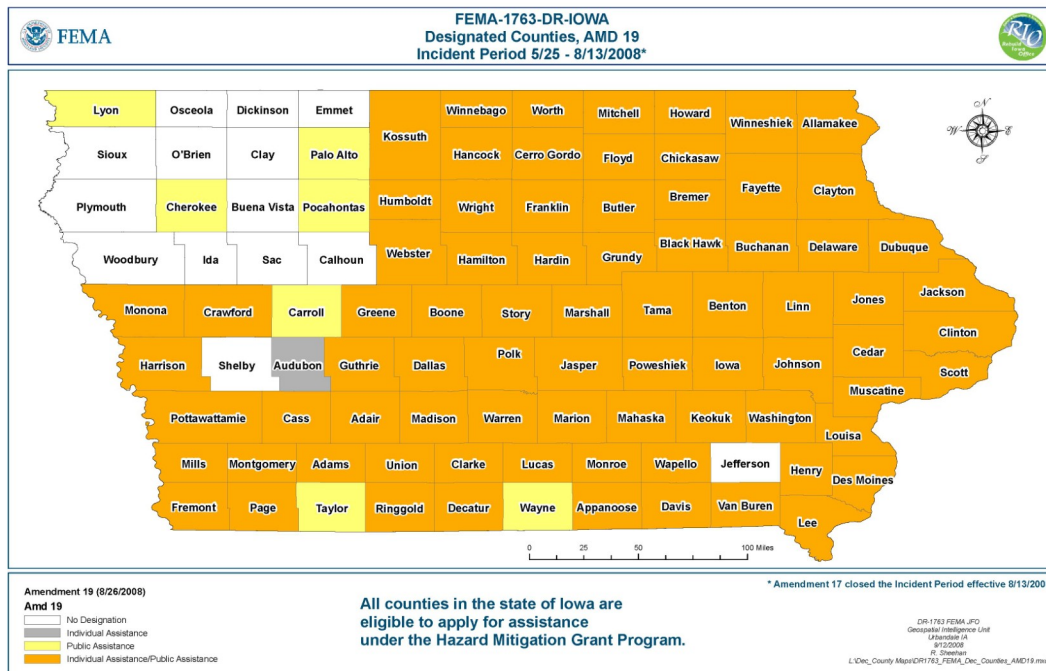 FEMA
FEMA-1763-DR-IOWA
Designated Counties, AMD 19
Incident Period 5/25 - 8/13/2008*
RIO
Rebuild Iowa Office
Lyon Osceola Dickinson Emmet
Kossuth Winnebago Worth Mitchell Howard Winneshiek Allamakee
Sioux O'Brien Clay Palo Alto
Hancock Cerro Gordo Floyd Chickasaw
Plymouth Cherokee Buena Vista Pocahontas Humboldt
Wright Franklin Butler Bremer Fayette Clayton
Woodbury Ida Sac Calhoun Webster
Hamilton Hardin Grundy Black Hawk Buchanan Delaware Dubuque
Monona Crawford Carroll Greene Boone Story Marshall Tama Benton Linn Jones Jackson
Clinton
Harrison Shelby Audubon Guthrie Dallas Polk Jasper Poweshiek Iowa Johnson Cedar Scott
Muscatine
Pottawattamie Cass Adair Madison Warren Marion Mahaska Keokuk Washington Louisa
Mills Montgomery Adams Union Clarke Lucas Monroe Wapello Jefferson Henry Des Moines
Fremont Page Taylor Ringgold Decatur Wayne Appanoose Davis Van Buren Lee
N
W E
S
0 25 50 100 Miles
Amendment 19 (8/26/2008)
Amd 19
No Designation
Individual Assistance
Public Assistance
Individual Assistance/Public Assistance
All counties in the state of Iowa are
eligible to apply for assistance
under the Hazard Mitigation Grant Program.
* Amendment 17 closed the Incident Period effective 8/13/200
DR-1763 FEMA JFO
Geospatial Intelligence Unit
Urbandale IA
9/12/2008
R. Sheehan